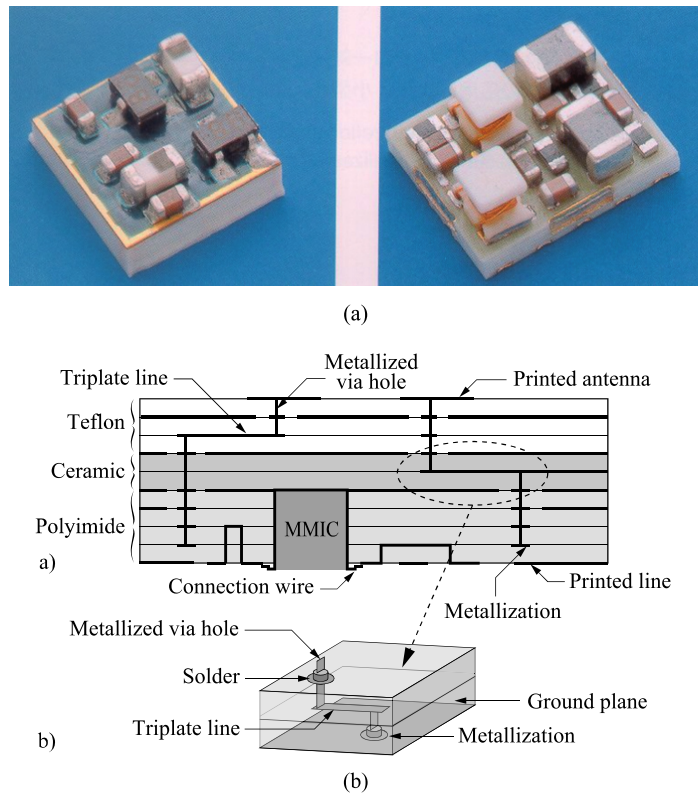 (a)
Metallized
via hole
Triplate line
Printed antenna
Teflon
Ceramic
Polyimide
MMIC
a)
Connection wire
Printed line
Metallization
Metallized via hole
Solder
Ground plane
Triplate line
b)
Metallization
(b)